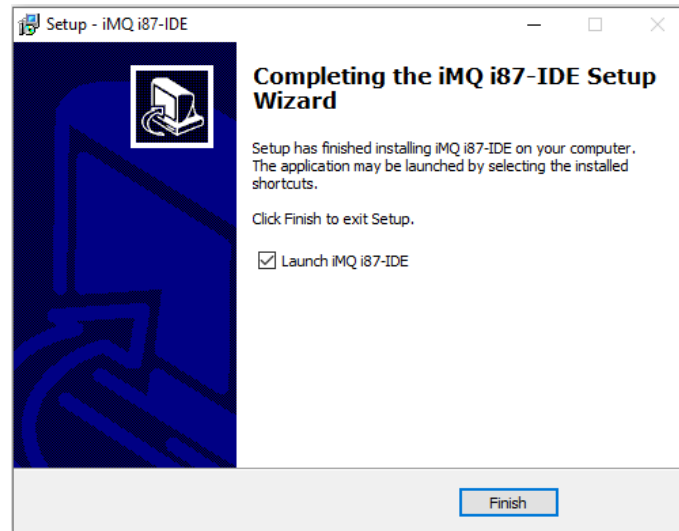 Setup - iMQ i87-IDE
Completing the iMQ i87-IDE Setup
Wizard
Setup has finished installing iMQ i87-IDE on your computer.
The application may be launched by selecting the installed
shortcuts.
Click Finish to exit Setup.
Launch iMQ i87-IDE
Finish